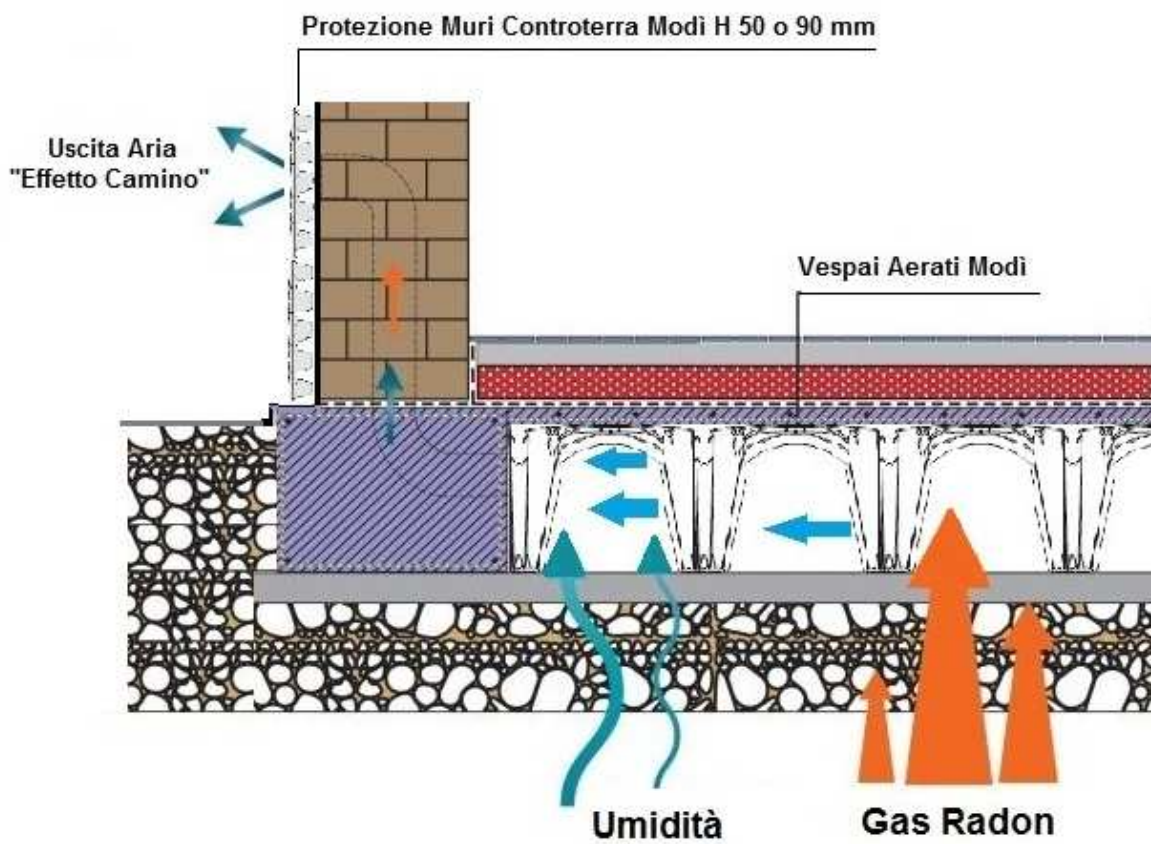 Protezione Muri Controterra Modì H 50 o 90 mm
Uscita Aria
"Effetto Camino"
Vespai Aerati Modì
Umidità
Gas Radon